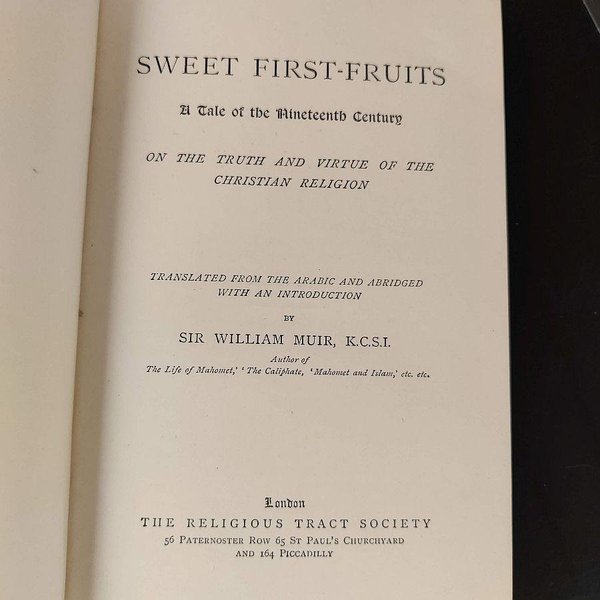 SWEET FIRST-FRUITS
A Tale of the Nineteenth Century
ON THE TRUTH AND VIRTUE OF THE
CHRISTIAN RELIGION
TRANSLATED FROM THE ARABIC AND ABRIDGED
WITH AN INTRODUCTION
BY
SIR WILLIAM MUIR, K.C.S.I.
Author of
The Life of Mahomet,' 'The Caliphate, 'Mahomet and Islam,' etc. etc.
London
THE RELIGIOUS TRACT SOCIETY
56 PATERNOSTER ROW 65 ST PAUL'S CHURCHYARD
AND 164 PICCADILLY